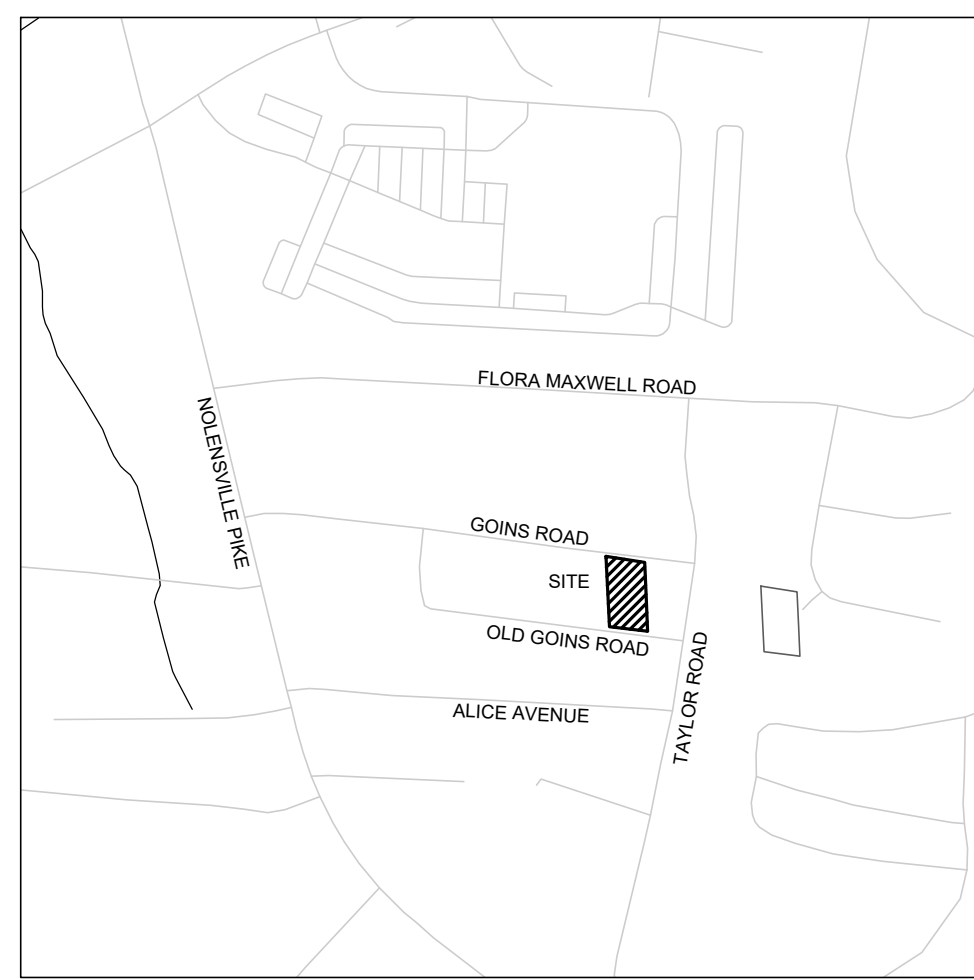 FLORA MAXWELL ROAD
NOLENSVILLE PIKE
GOINS ROAD
SITE
OLD GOINS ROAD
TAYLOR ROAD
ALICE AVENUE